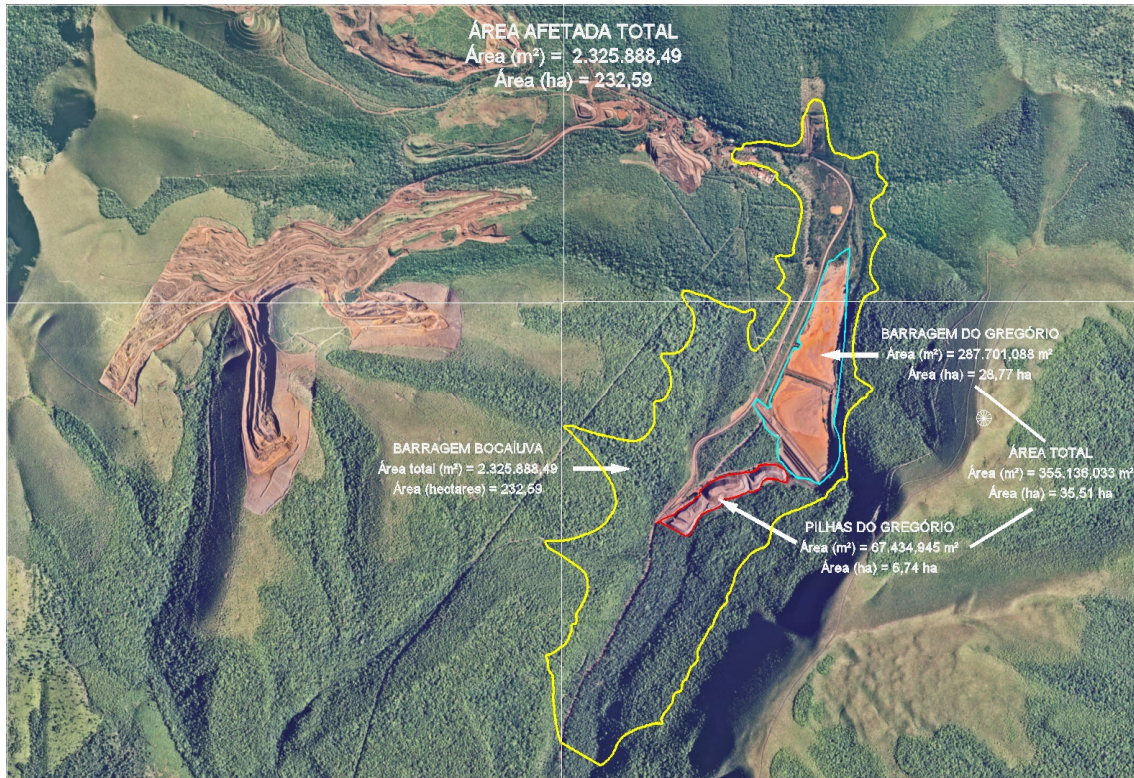 ÁREA AFETADA TOTAL
Área (m²) = 2.325.888,49
Área (ha) = 232,59
BARRAGEM DO GREGÓRIO
Área (m²) = 287.701,088 m²
Área (ha) = 28,77 ha
BARRAGEM BOCAÍUVA
Área total (m²) = 2.325.888,49
Área (hectares) = 232,59
ÁREA TOTAL
Área (m²) = 355.136,033 m²
Área (ha) = 35,51 ha
PILHAS DO GREGÓRIO
Área (m²) = 67.434,945 m²
Área (ha) = 6,74 ha